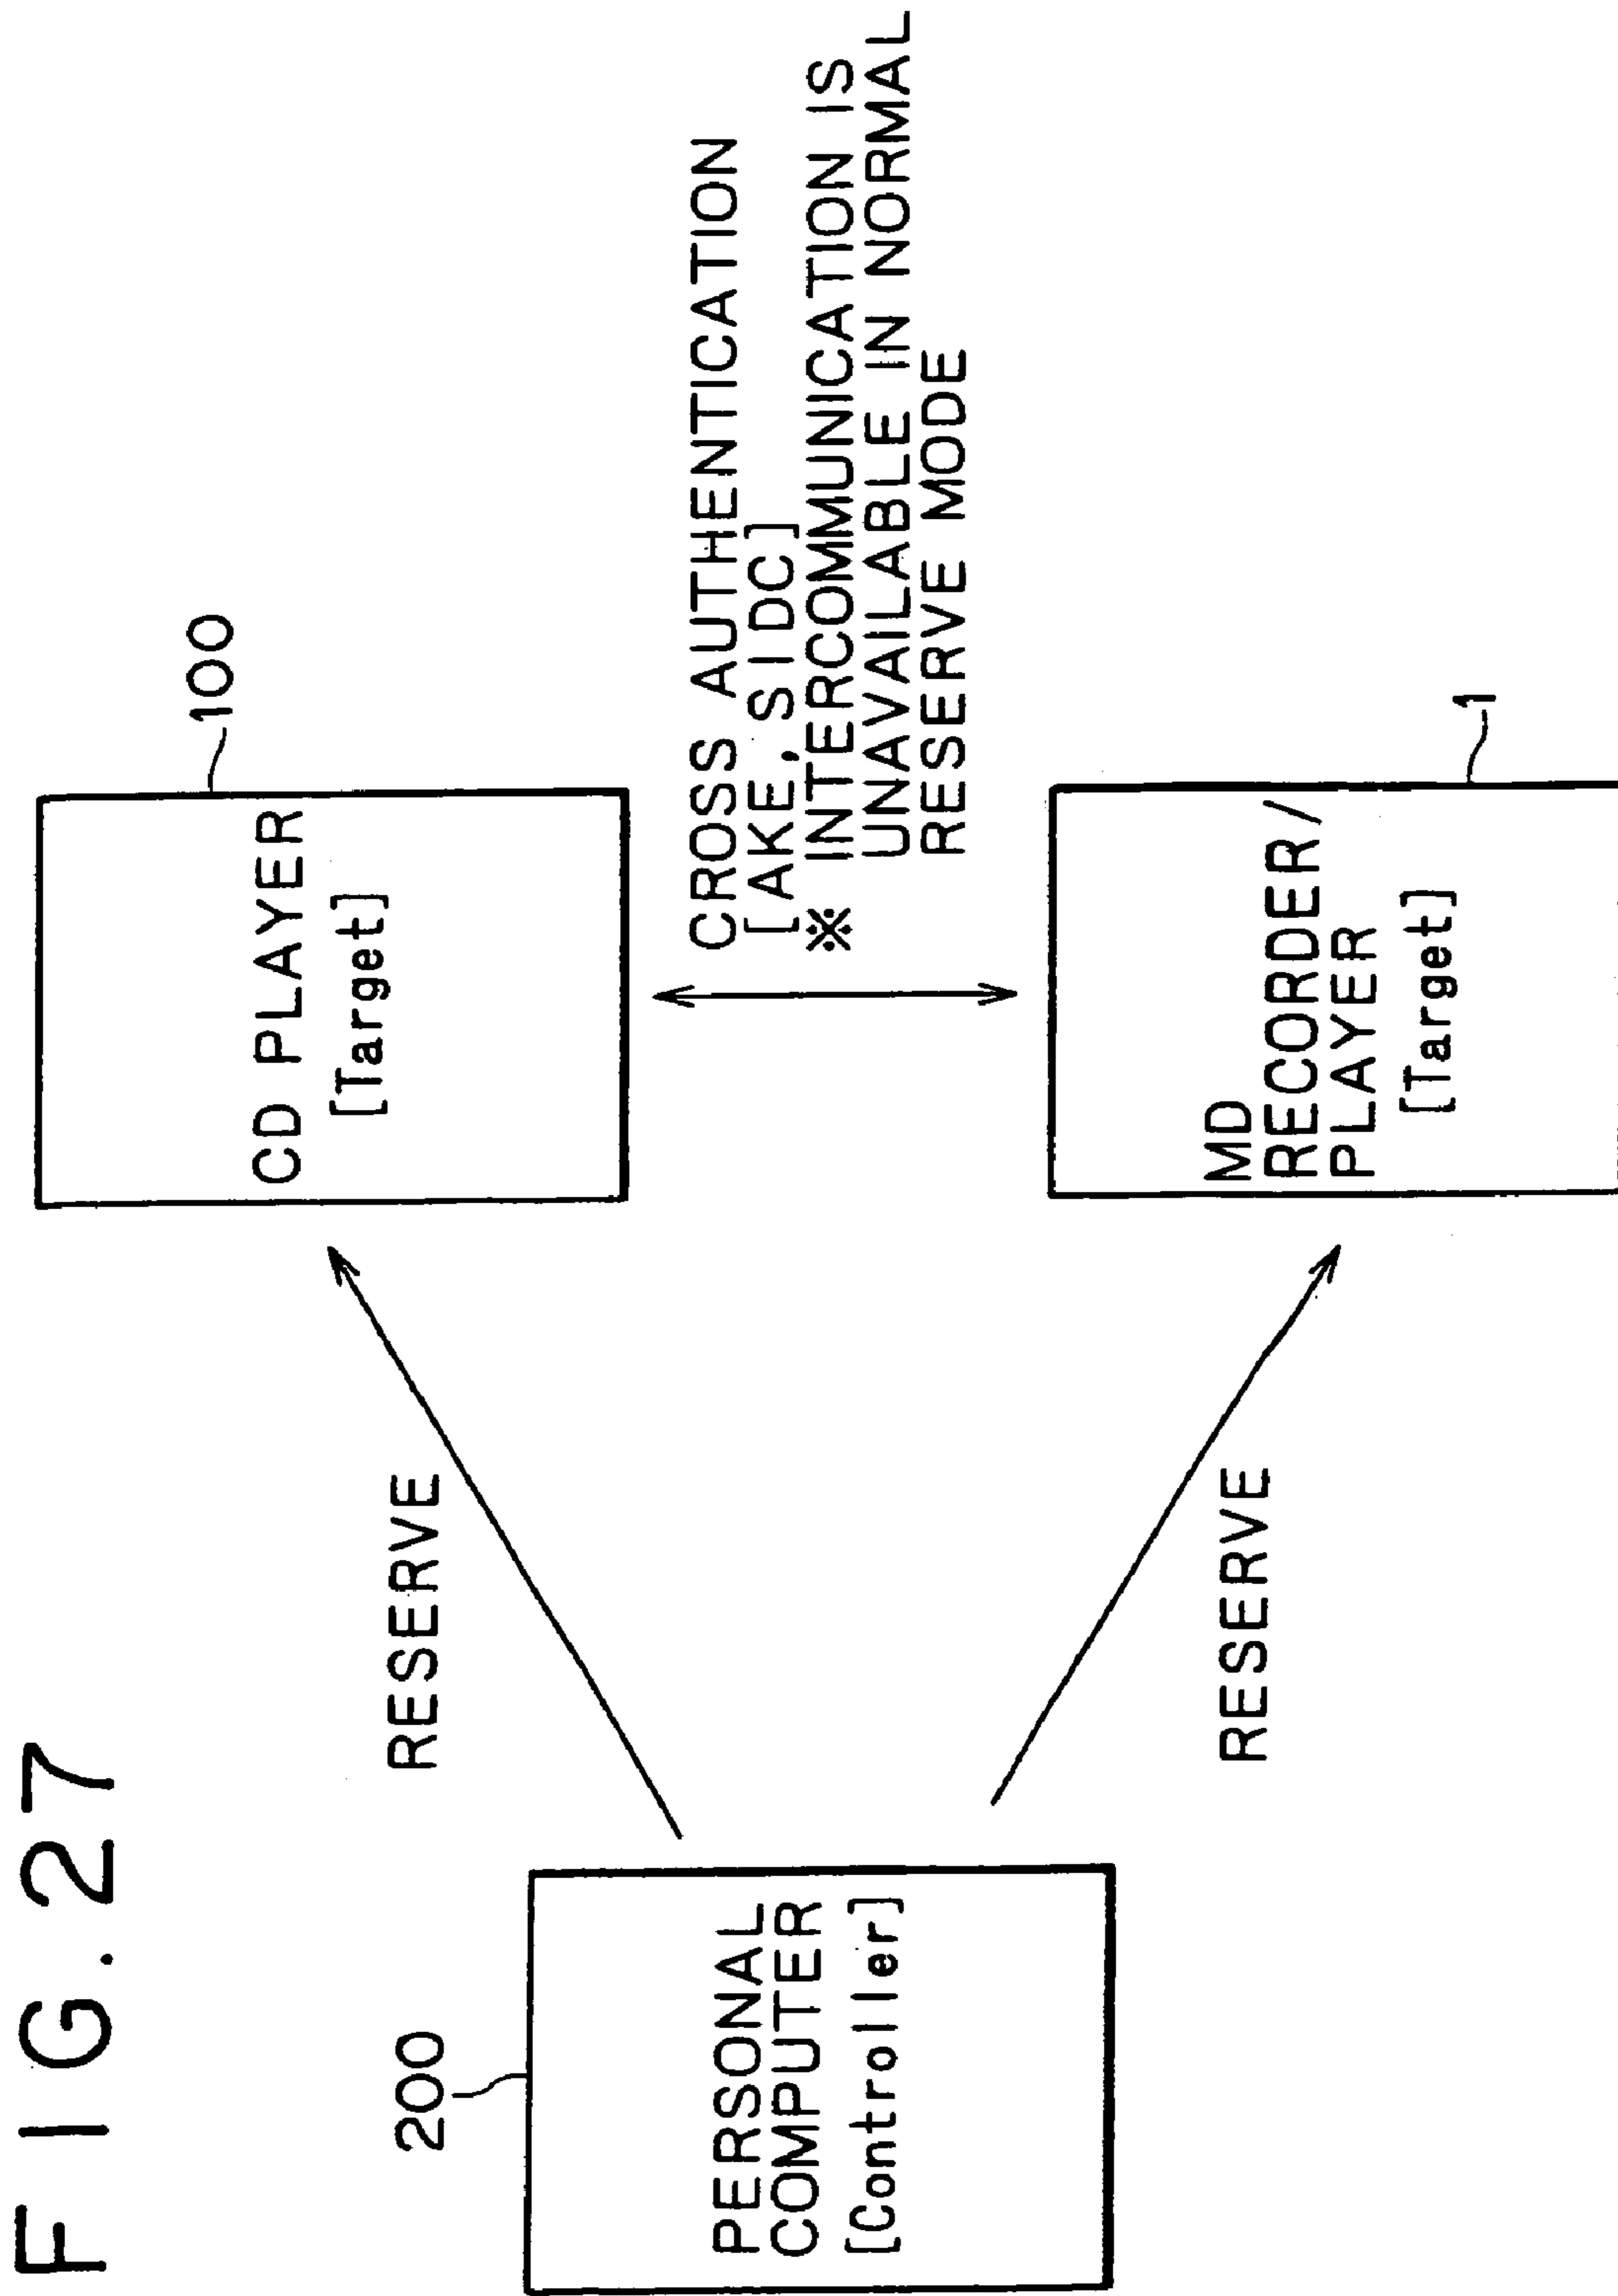 FIG.27
200
PERSONAL
COMPUTER
[Controller]
RESERVE
RESERVE
100
CD PLAYER
[Target]
CROSS AUTHENTICATION
[AKE,SIDC]
※ INTERCOMMUNICATION IS
UNAVAILABLE IN NORMAL
RESERVE MODE
1
MD
RECORDER/
PLAYER
[Target]